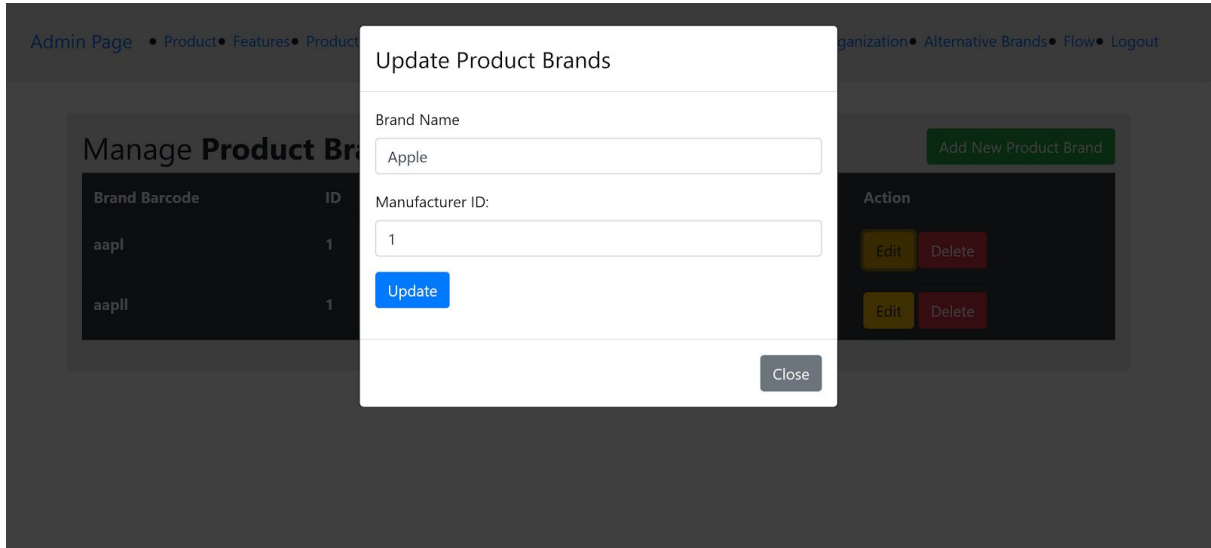 Admin Page • Product• Features• Product
ganization• Alternative Brands• Flow• Logout
Update Product Brands
Brand Name
Apple
Manufacturer ID:
1
Update
Close
Manage Product Bra
Add New Product Brand
Brand Barcode ID Action
aapl 1 Edit Delete
aapll 1 Edit Delete